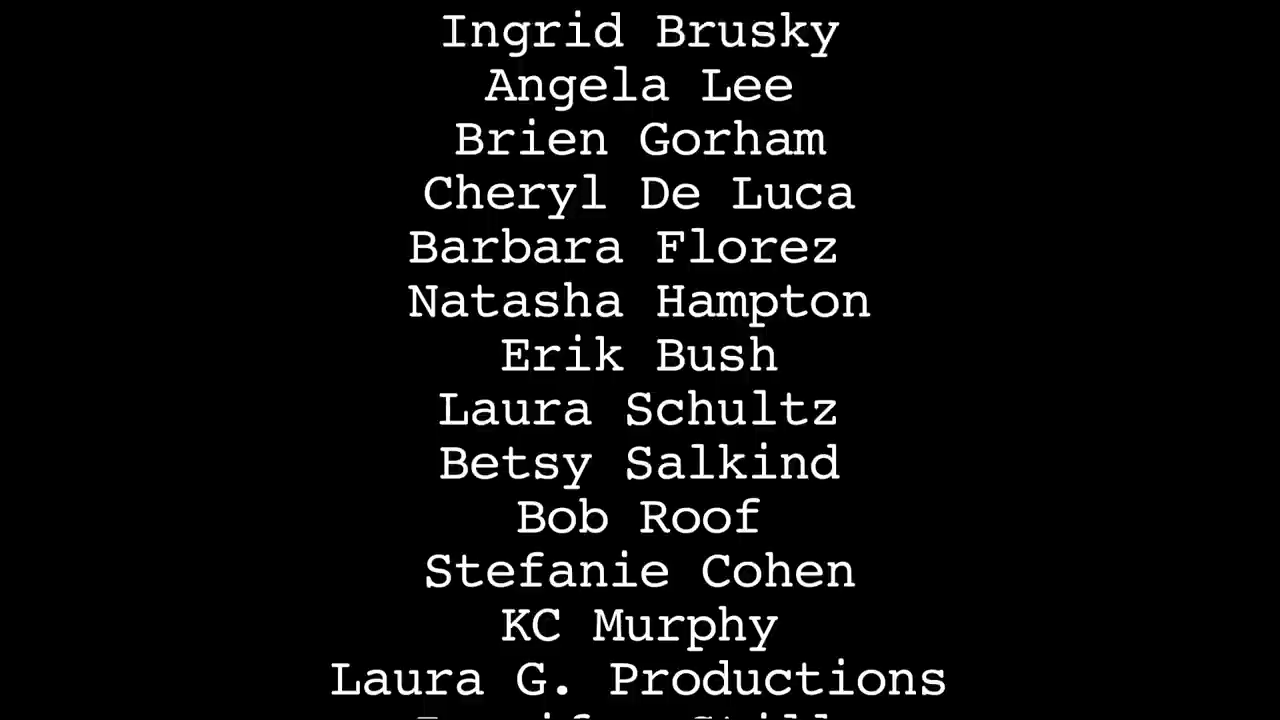 Ingrid Brusky
Angela Lee
Brien Gorham
Cheryl De Luca
Barbara Florez
Natasha Hampton
Erik Bush
Laura Schultz
Betsy Salkind
Bob Roof
Stefanie Cohen
KC Murphy
Laura G. Productions